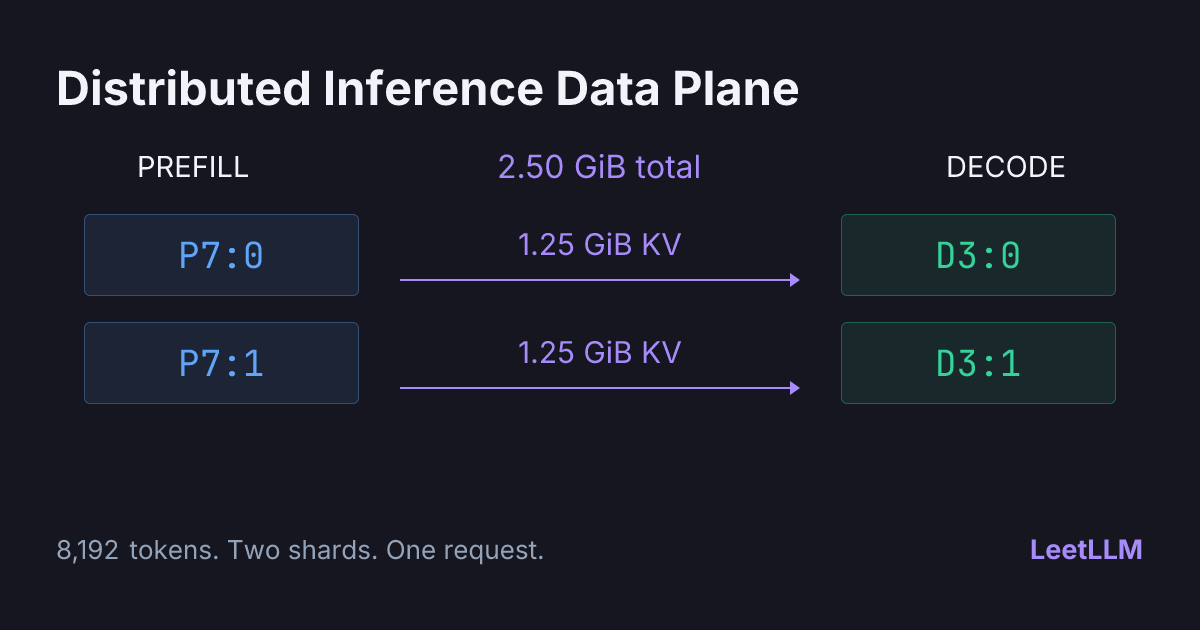 Distributed Inference Data Plane
PREFILL 2.50 GiB total DECODE
P7:0 1.25 GiB KV D3:0
P7:1 1.25 GiB KV D3:1
8,192 tokens. Two shards. One request. LeetLLM